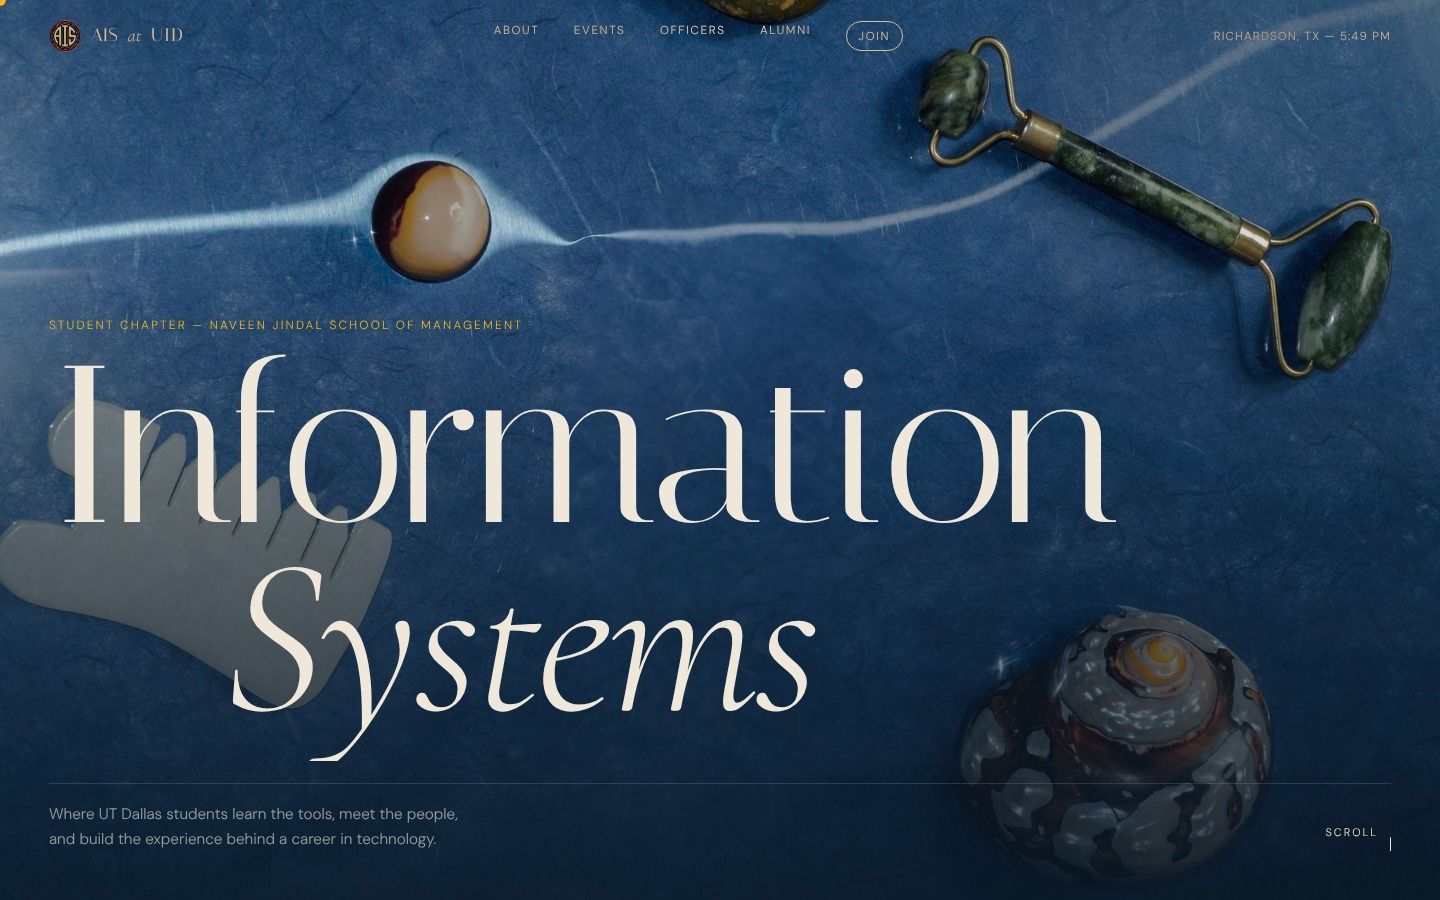 AIS at UTD
ABOUT EVENTS OFFICERS ALUMNI JOIN
RICHARDSON, TX — 5:49 PM
STUDENT CHAPTER — NAVEEN JINDAL SCHOOL OF MANAGEMENT
Information
Systems
Where UT Dallas students learn the tools, meet the people,
and build the experience behind a career in technology.
SCROLL